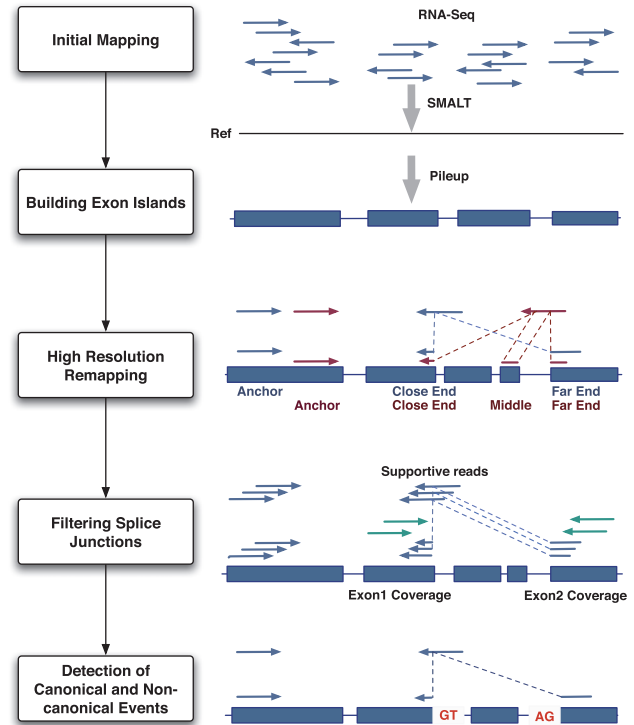 Initial Mapping
RNA-Seq
SMALT
Ref
Building Exon Islands
Pileup
High Resolution
Remapping
Anchor
Close End
Far End
Anchor
Close End
Middle
Far End
Supportive reads
Filtering Splice
Junctions
Exon1 Coverage
Exon2 Coverage
Detection of
Canonical and Non-
canonical Events
GT
AG